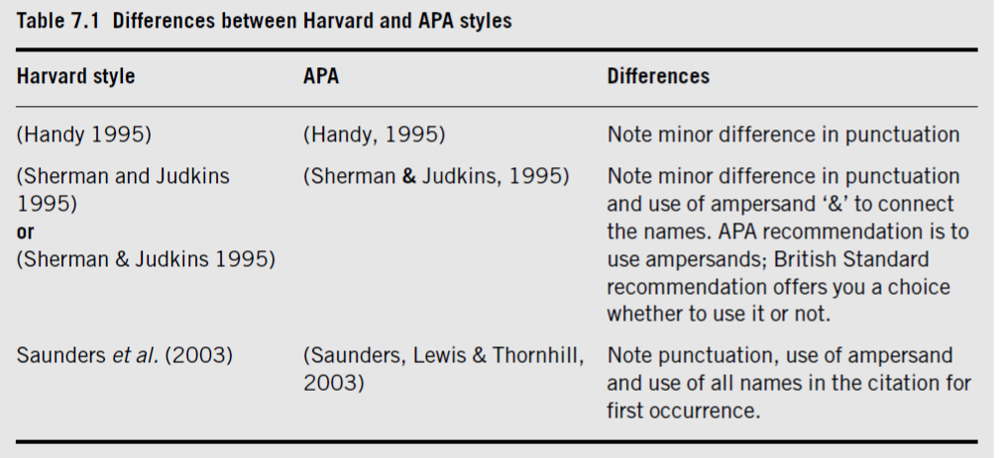 Table 7.1 Differences between Harvard and APA styles
Harvard style APA Differences
(Handy 1995) (Handy, 1995) Note minor difference in punctuation
(Sherman and Judkins (Sherman & Judkins, 1995) Note minor difference in punctuation
1995) and use of ampersand ‘&’ to connect
or the names. APA recommendation is to
(Sherman & Judkins 1995) use ampersands; British Standard
recommendation offers you a choice
whether to use it or not.
Saunders et al. (2003) (Saunders, Lewis & Thornhill, Note punctuation, use of ampersand
2003) and use of all names in the citation for
first occurrence.